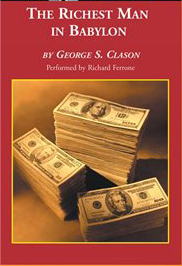 THE RICHEST MAN
IN BABYLON
BY GEORGE S. CLASON
Performed by Richard Ferrone